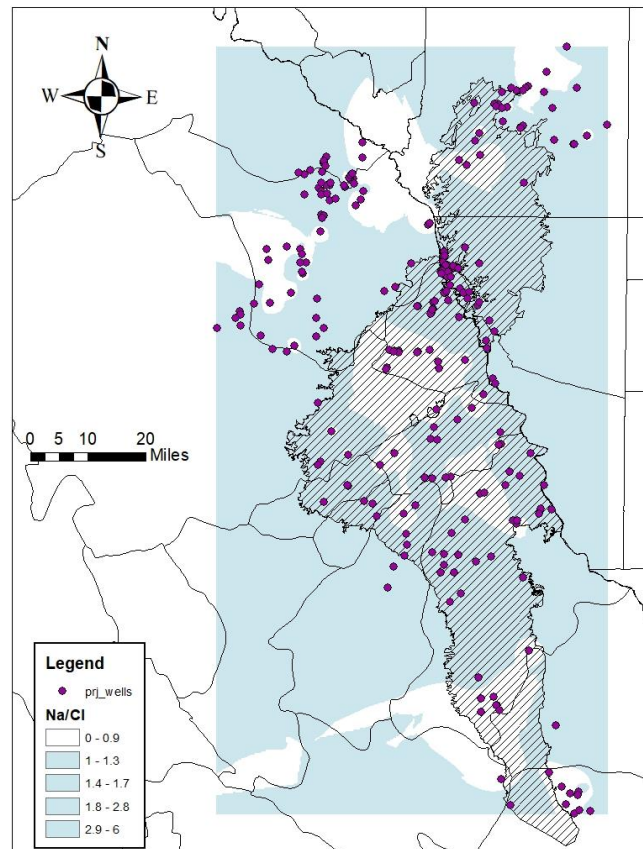 N
W E
S
0 5 10 20
Miles
Legend
prj_wells
Na/Cl
0 - 0.9
1 - 1.3
1.4 - 1.7
1.8 - 2.8
2.9 - 6